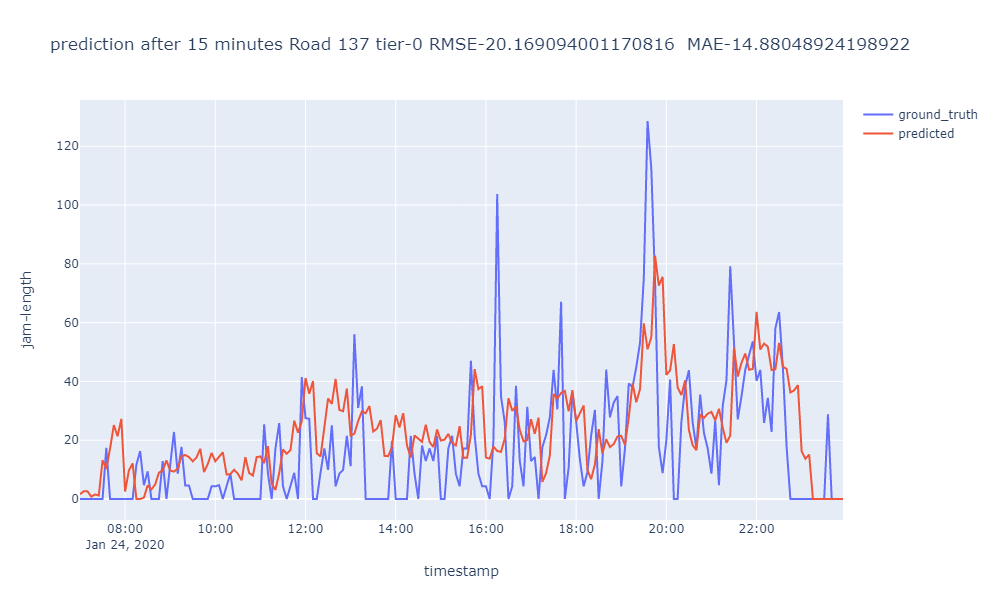 prediction after 15 minutes Road 137 tier-0 RMSE-20.169094001170816  MAE-14.88048924198922
ground_truth
predicted
120
100
80
60
40
20
0
jam-length
08:00 10:00 12:00 14:00 16:00 18:00 20:00 22:00
Jan 24, 2020
timestamp